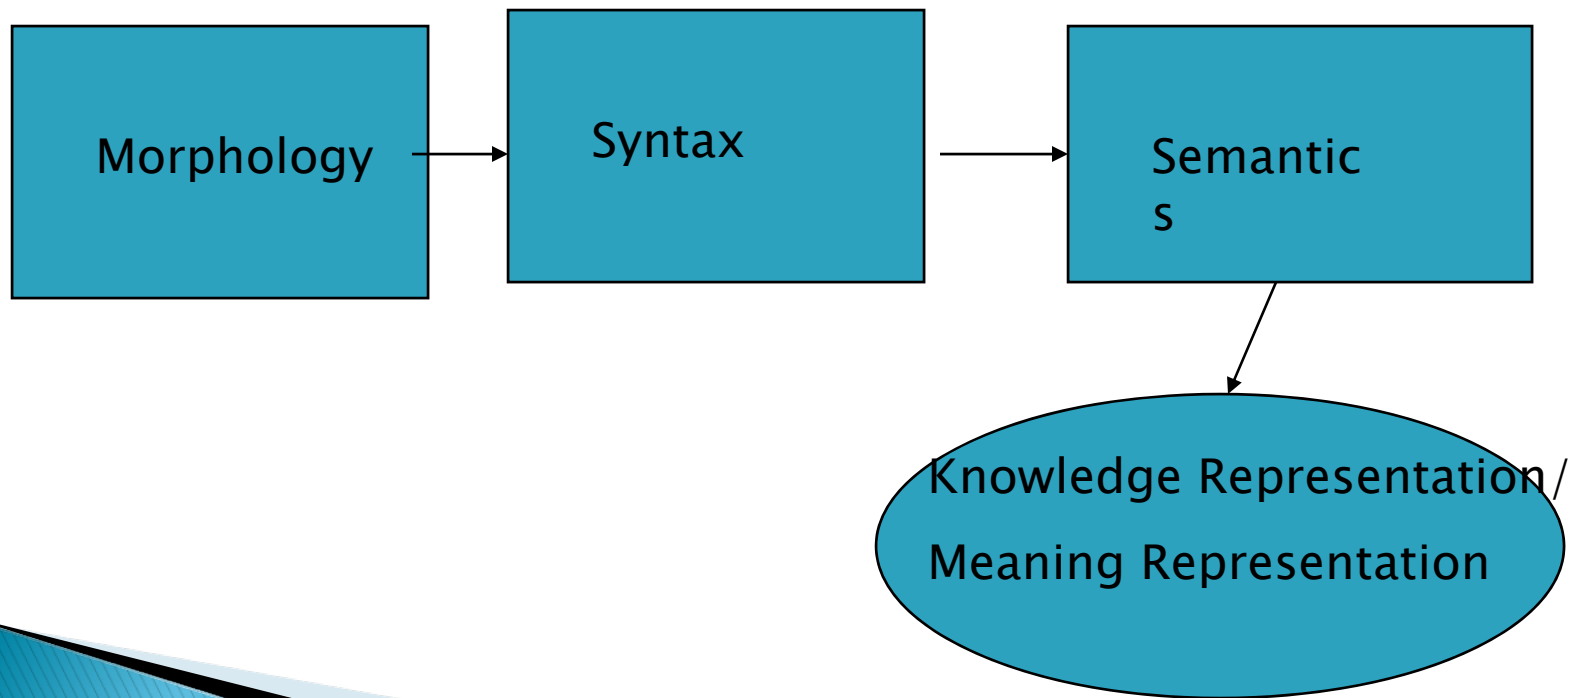 Morphology
Syntax
Semantic
s
Knowledge Representation/
Meaning Representation